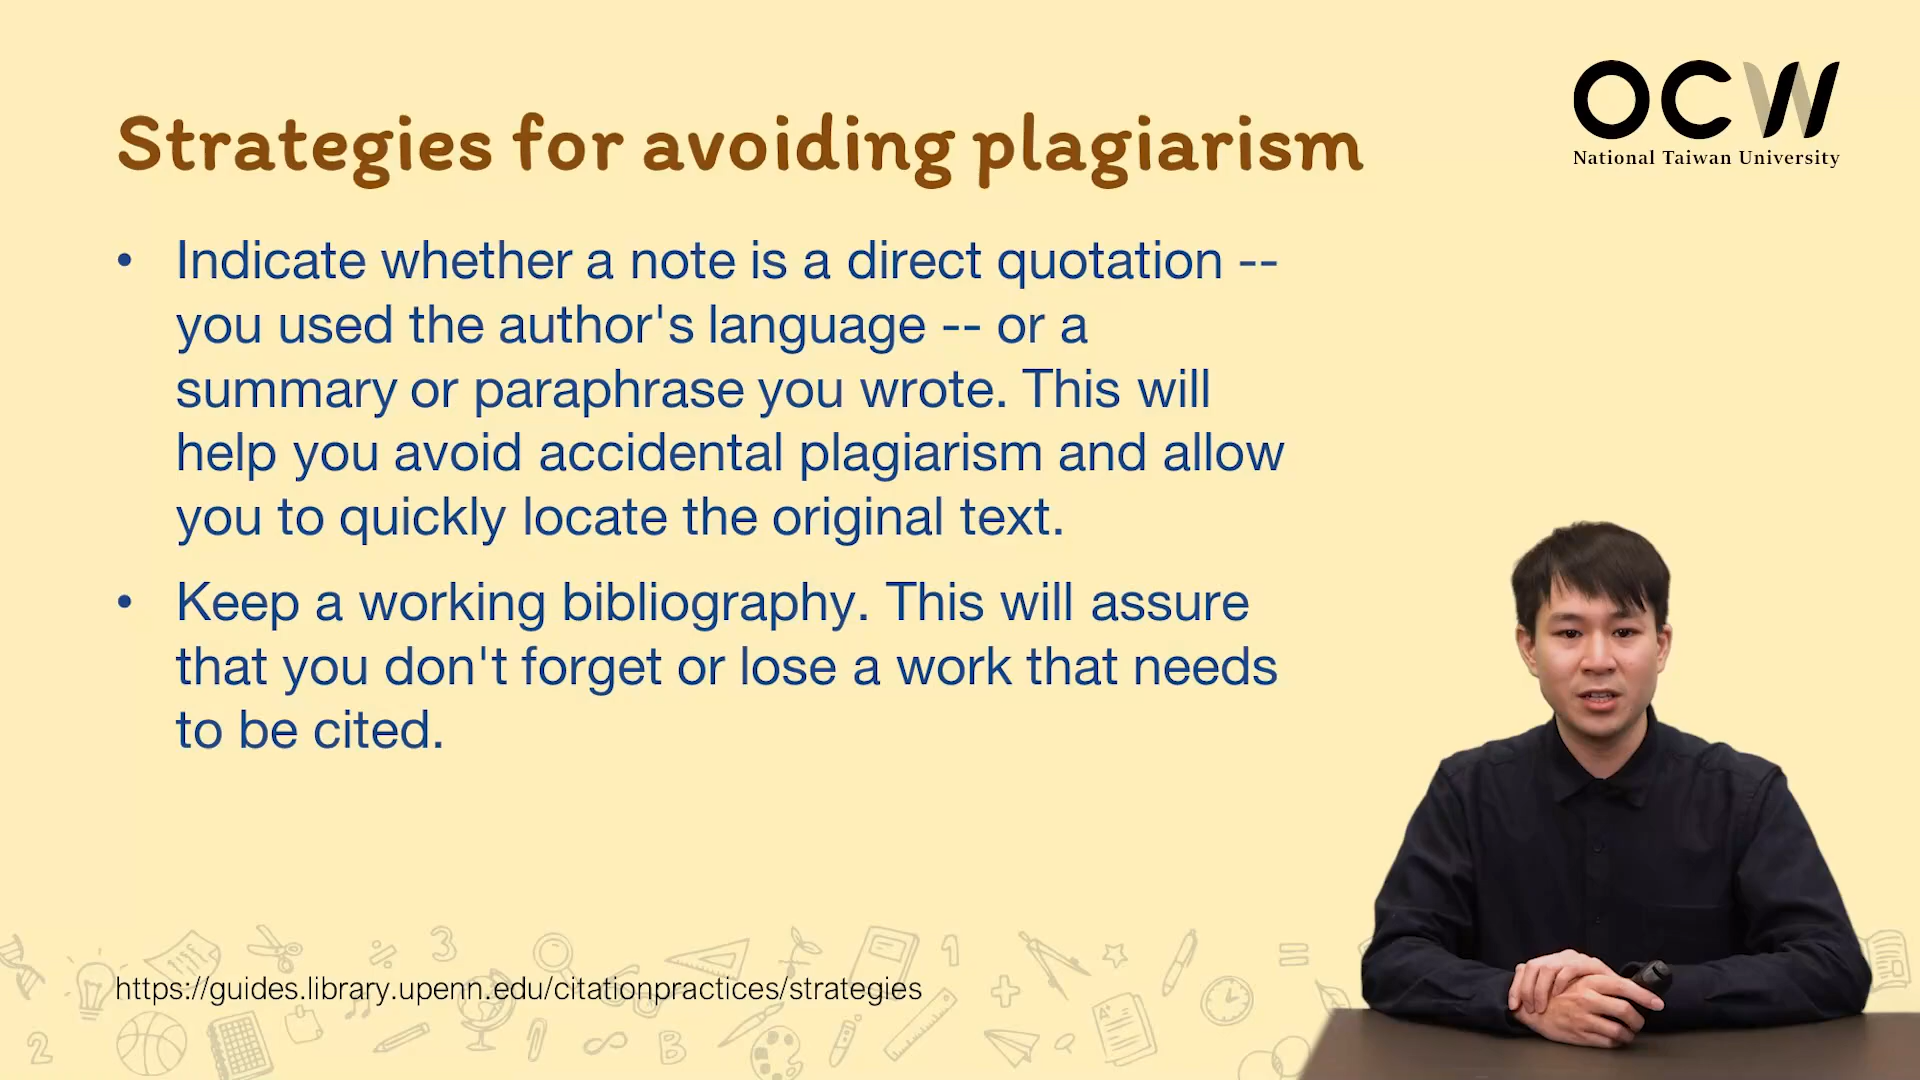 OCW
National Taiwan University
Strategies for avoiding plagiarism
• Indicate whether a note is a direct quotation --
you used the author's language -- or a
summary or paraphrase you wrote. This will
help you avoid accidental plagiarism and allow
you to quickly locate the original text.
• Keep a working bibliography. This will assure
that you don't forget or lose a work that needs
to be cited.
https://guides.library.upenn.edu/citationpractices/strategies